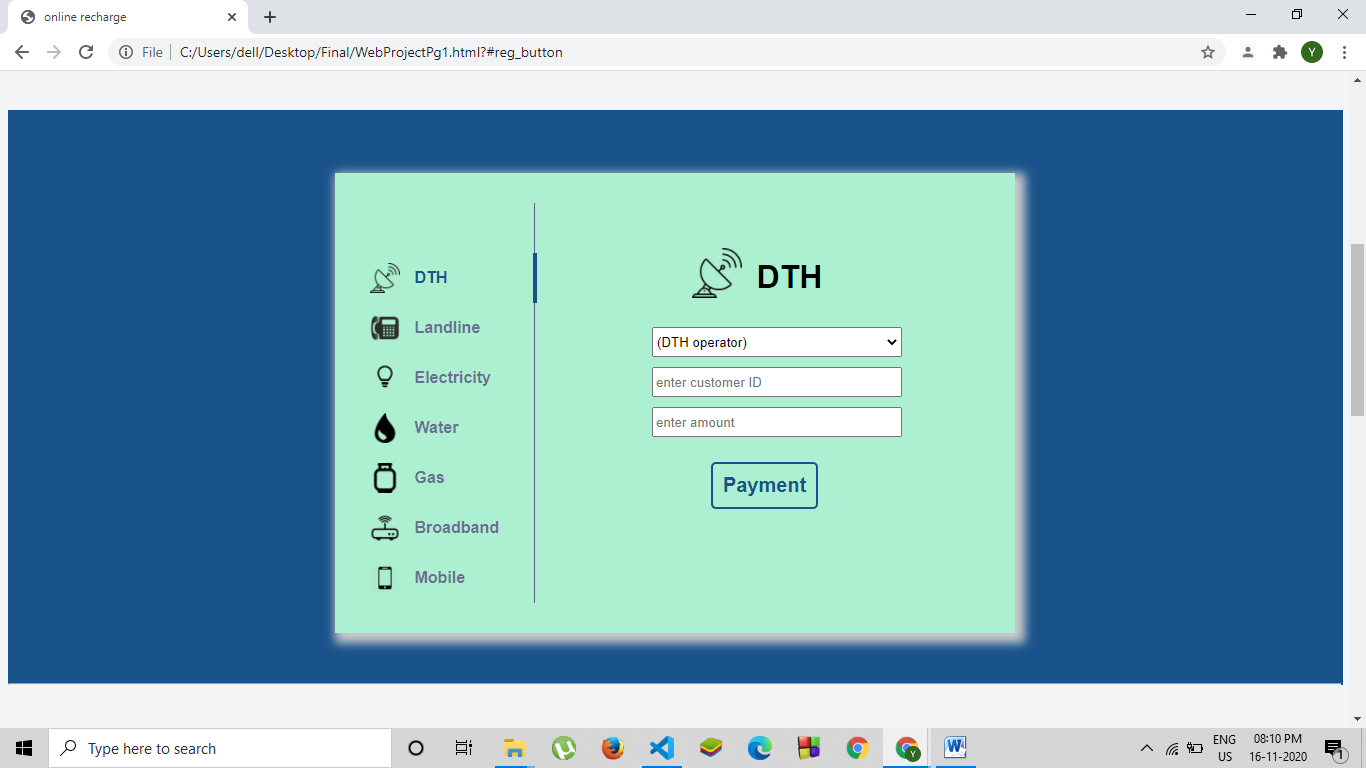 online recharge
File
C:/Users/dell/Desktop/Final/WebProjectPg1.html?#reg_button
Y
DTH
Landline
Electricity
Water
Gas
Broadband
Mobile
DTH
(DTH operator)
enter customer ID
enter amount
Payment
Type here to search
Y
W
ENG
US
08:10 PM
16-11-2020
1